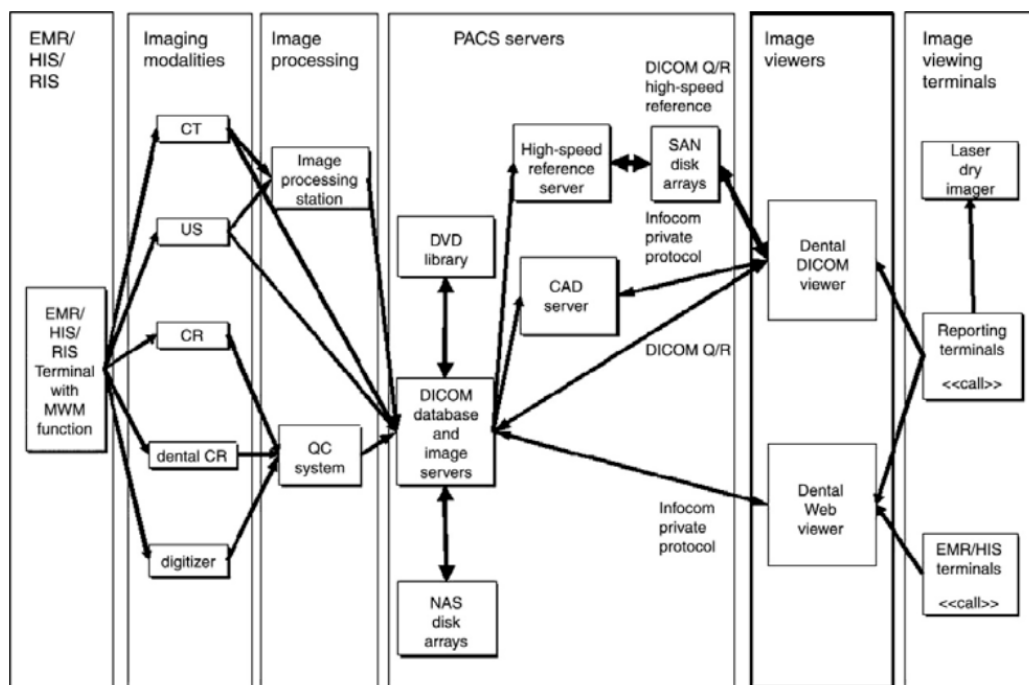 EMR/
HIS/
RIS
Imaging
modalities
Image
processing
PACS servers
Image
viewers
Image
viewing
terminals
EMR/
HIS/
RIS
Terminal
with
MWM
function
CT
US
CR
dental CR
digitizer
Image
processing
station
QC
system
DVD
library
DICOM
database
and
image
servers
NAS
disk
arrays
High-speed
reference
server
CAD
server
DICOM Q/R
high-speed
reference
SAN
disk
arrays
Infocom
private
protocol
DICOM Q/R
Infocom
private
protocol
Dental
DICOM
viewer
Dental
Web
viewer
Laser
dry
imager
Reporting
terminals
<<call>>
EMR/HIS
terminals
<<call>>